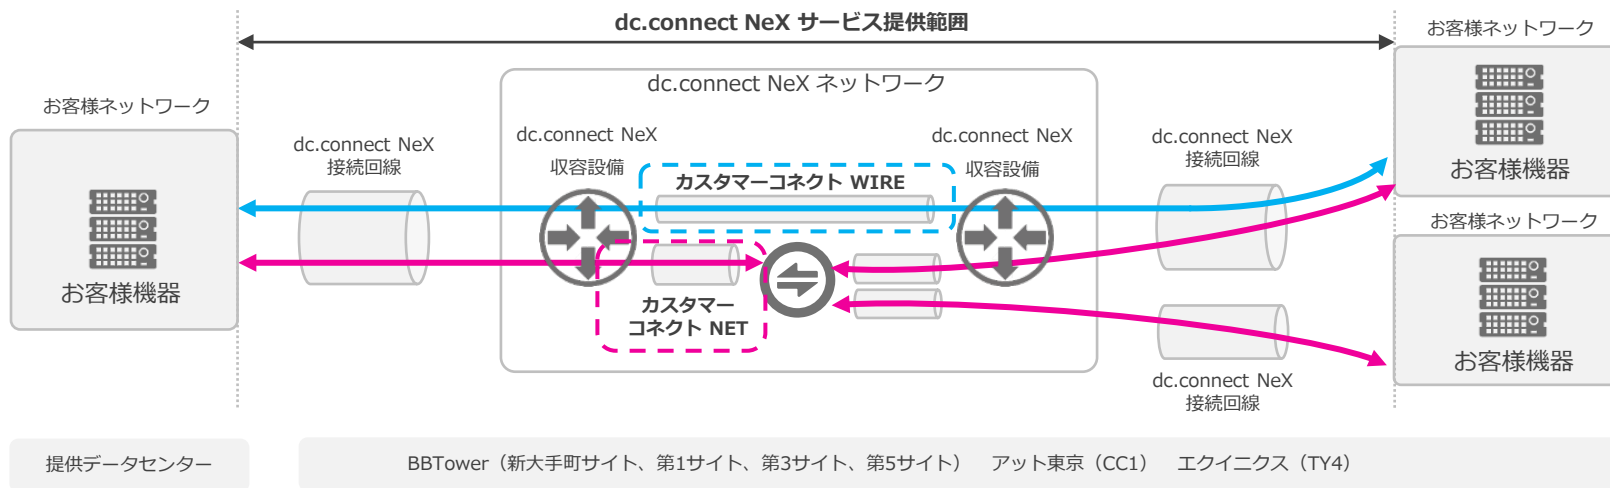 dc.connect NeX サービス提供範囲
お客様ネットワーク
お客様機器
お客様ネットワーク
お客様機器
dc.connect NeX
接続回線
dc.connect NeX ネットワーク
dc.connect NeX
収容設備
カスタマーコネクト WIRE
カスタマー
コネクト NET
dc.connect NeX
収容設備
dc.connect NeX
接続回線
お客様ネットワーク
お客様機器
dc.connect NeX
接続回線
提供データセンター
BBTower（新大手町サイト、第1サイト、第3サイト、第5サイト）　アット東京（CC1）　エクイニクス（TY4）